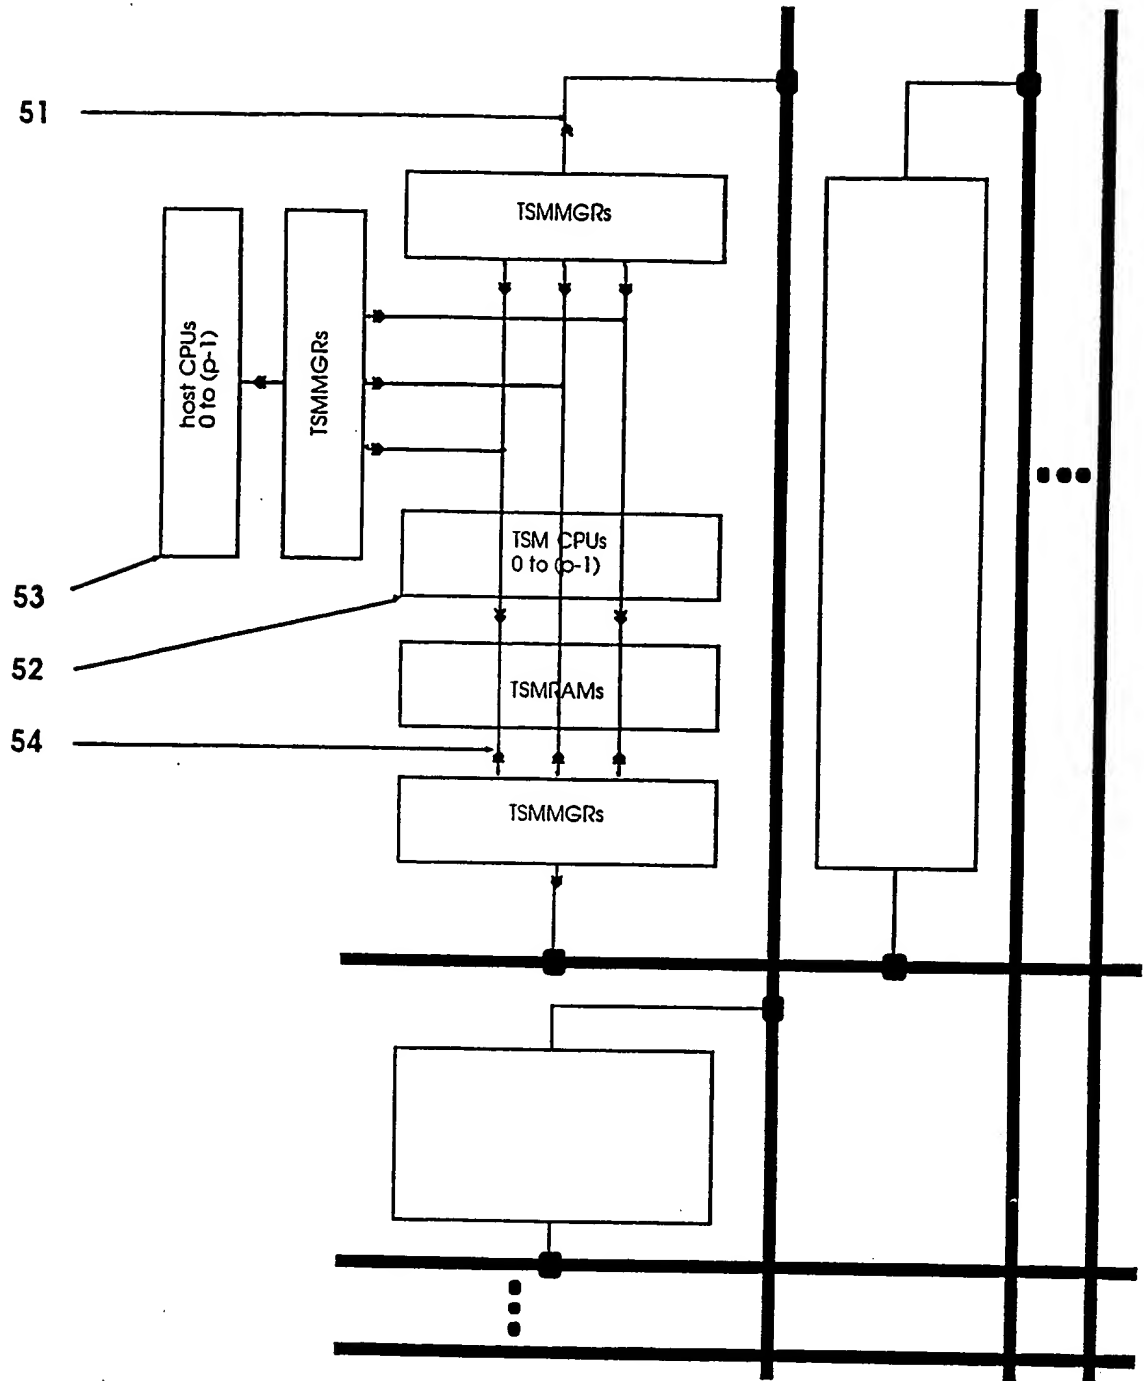 51
TSMMGRs
host CPUs
0 to (p-1)
TSMMGRs
TSM CPUs
0 to (p-1)
53
52
TSMRAMs
54
TSMMGRs